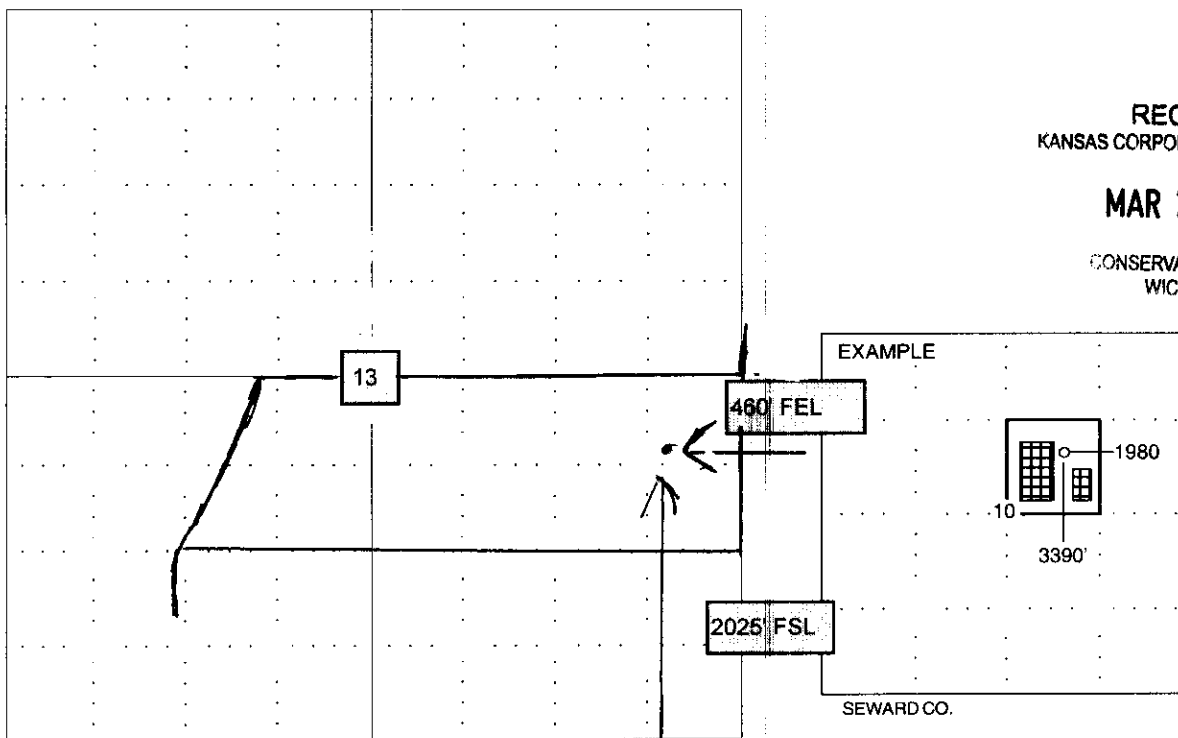 REC
KANSAS CORPO
MAR
CONSERVA
WIC
EXAMPLE
13
460' FEL
1980
10
3390'
2025' FSL
SEWARD CO.